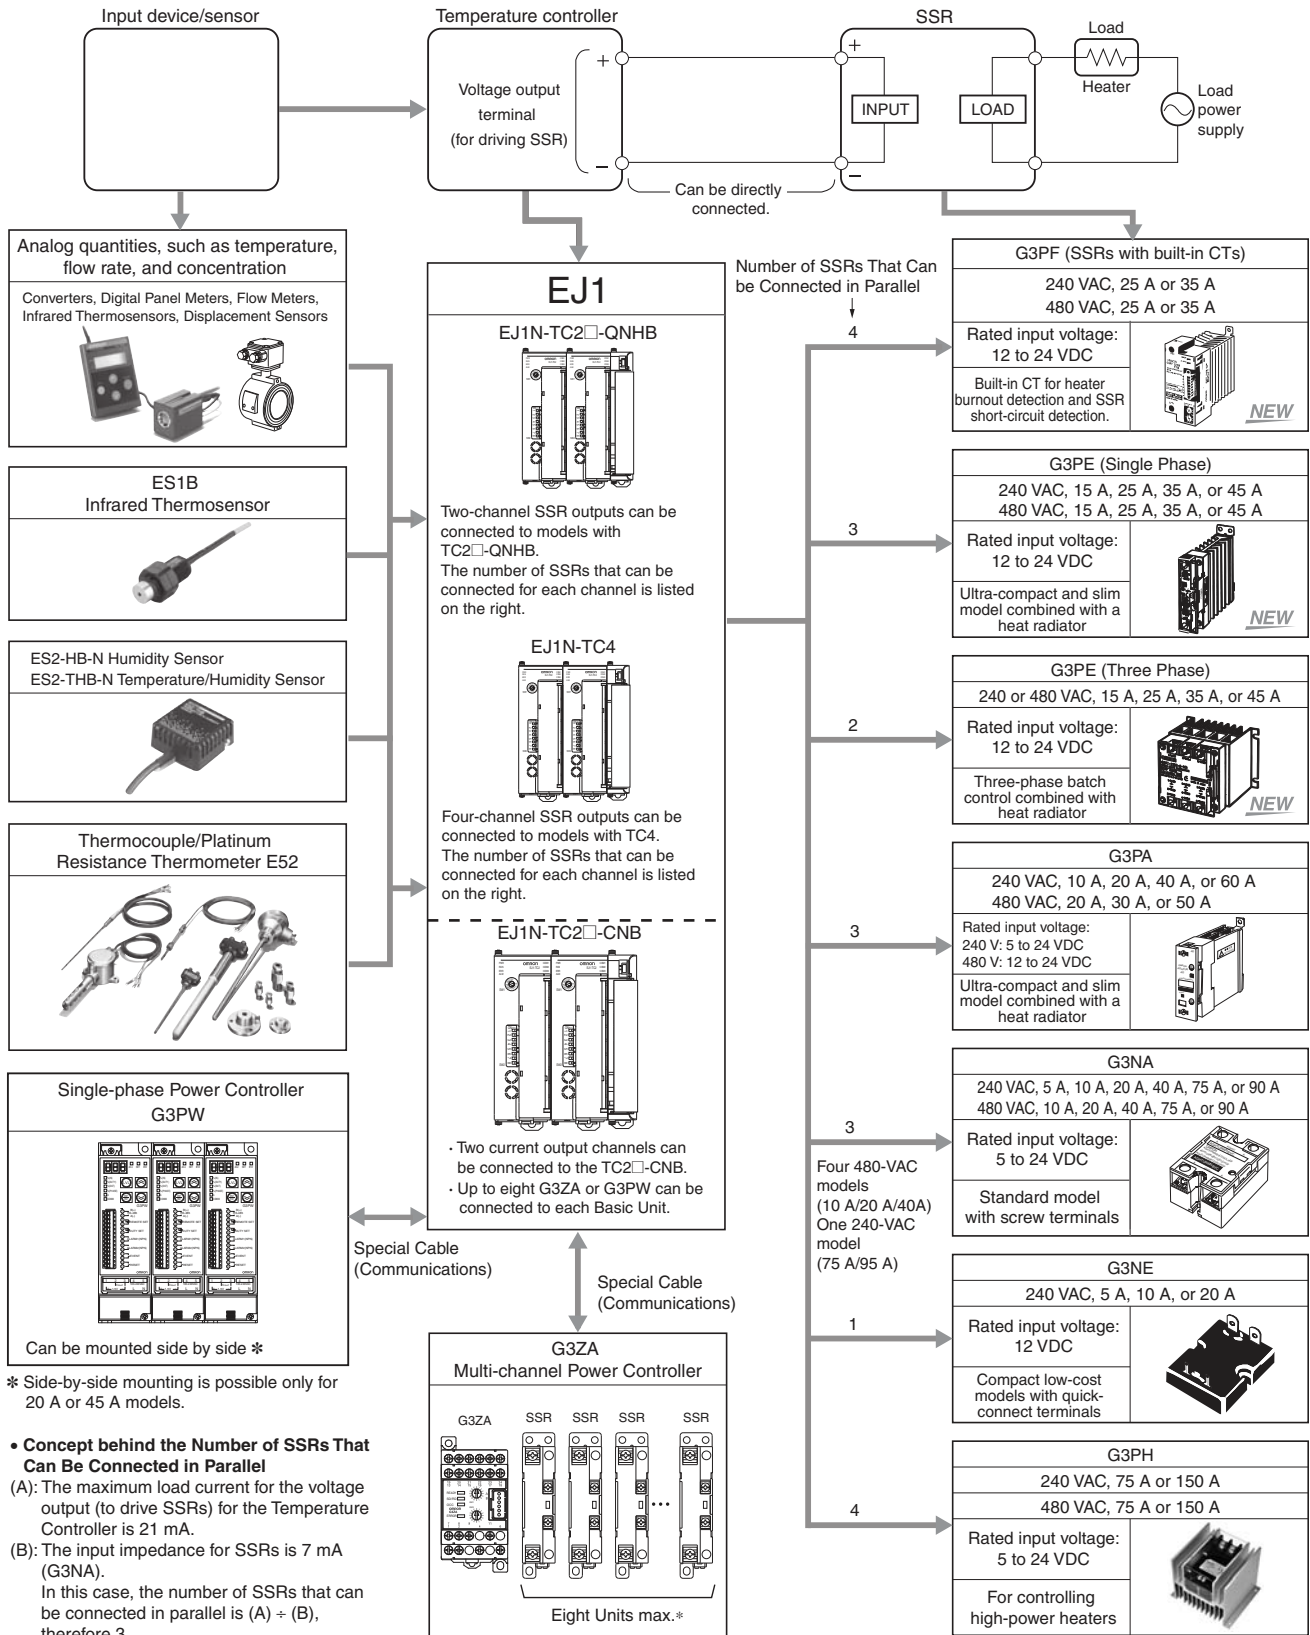 Input device/sensor
Temperature controller
SSR
Voltage output
terminal
(for driving SSR)
+
−
Can be directly
connected.
+
−
INPUT
LOAD
Load
Heater
Load
power
supply
Analog quantities, such as temperature,
flow rate, and concentration
Converters, Digital Panel Meters, Flow Meters,
Infrared Thermosensors, Displacement Sensors
ES1B
Infrared Thermosensor
ES2-HB-N Humidity Sensor
ES2-THB-N Temperature/Humidity Sensor
Thermocouple/Platinum
Resistance Thermometer E52
Single-phase Power Controller
G3PW
Can be mounted side by side ✽
✽ Side-by-side mounting is possible only for
20 A or 45 A models.
• Concept behind the Number of SSRs That
Can Be Connected in Parallel
(A): The maximum load current for the voltage
output (to drive SSRs) for the Temperature
Controller is 21 mA.
(B): The input impedance for SSRs is 7 mA
(G3NA).
In this case, the number of SSRs that can
be connected in parallel is (A) ÷ (B),
therefore 3.
EJ1
EJ1N-TC2□-QNHB
Two-channel SSR outputs can be
connected to models with
TC2□-QNHB.
The number of SSRs that can be
connected for each channel is listed
on the right.
EJ1N-TC4
Four-channel SSR outputs can be
connected to models with TC4.
The number of SSRs that can be
connected for each channel is listed
on the right.
EJ1N-TC2□-CNB
· Two current output channels can
be connected to the TC2□-CNB.
· Up to eight G3ZA or G3PW can be
connected to each Basic Unit.
Special Cable
(Communications)
Special Cable
(Communications)
G3ZA
Multi-channel Power Controller
G3ZA
SSR SSR SSR SSR
Eight Units max.✽
Number of SSRs That Can
be Connected in Parallel
4
3
2
3
3
Four 480-VAC
models
(10 A/20 A/40A)
One 240-VAC
model
(75 A/95 A)
1
4
G3PF (SSRs with built-in CTs)
240 VAC, 25 A or 35 A
480 VAC, 25 A or 35 A
Rated input voltage:
12 to 24 VDC
Built-in CT for heater
burnout detection and SSR
short-circuit detection.
NEW
G3PE (Single Phase)
240 VAC, 15 A, 25 A, 35 A, or 45 A
480 VAC, 15 A, 25 A, 35 A, or 45 A
Rated input voltage:
12 to 24 VDC
Ultra-compact and slim
model combined with a
heat radiator
NEW
G3PE (Three Phase)
240 or 480 VAC, 15 A, 25 A, 35 A, or 45 A
Rated input voltage:
12 to 24 VDC
Three-phase batch
control combined with
heat radiator
NEW
G3PA
240 VAC, 10 A, 20 A, 40 A, or 60 A
480 VAC, 20 A, 30 A, or 50 A
Rated input voltage:
240 V: 5 to 24 VDC
480 V: 12 to 24 VDC
Ultra-compact and slim
model combined with a
heat radiator
G3NA
240 VAC, 5 A, 10 A, 20 A, 40 A, 75 A, or 90 A
480 VAC, 10 A, 20 A, 40 A, 75 A, or 90 A
Rated input voltage:
5 to 24 VDC
Standard model
with screw terminals
G3NE
240 VAC, 5 A, 10 A, or 20 A
Rated input voltage:
12 VDC
Compact low-cost
models with quick-
connect terminals
G3PH
240 VAC, 75 A or 150 A
480 VAC, 75 A or 150 A
Rated input voltage:
5 to 24 VDC
For controlling
high-power heaters